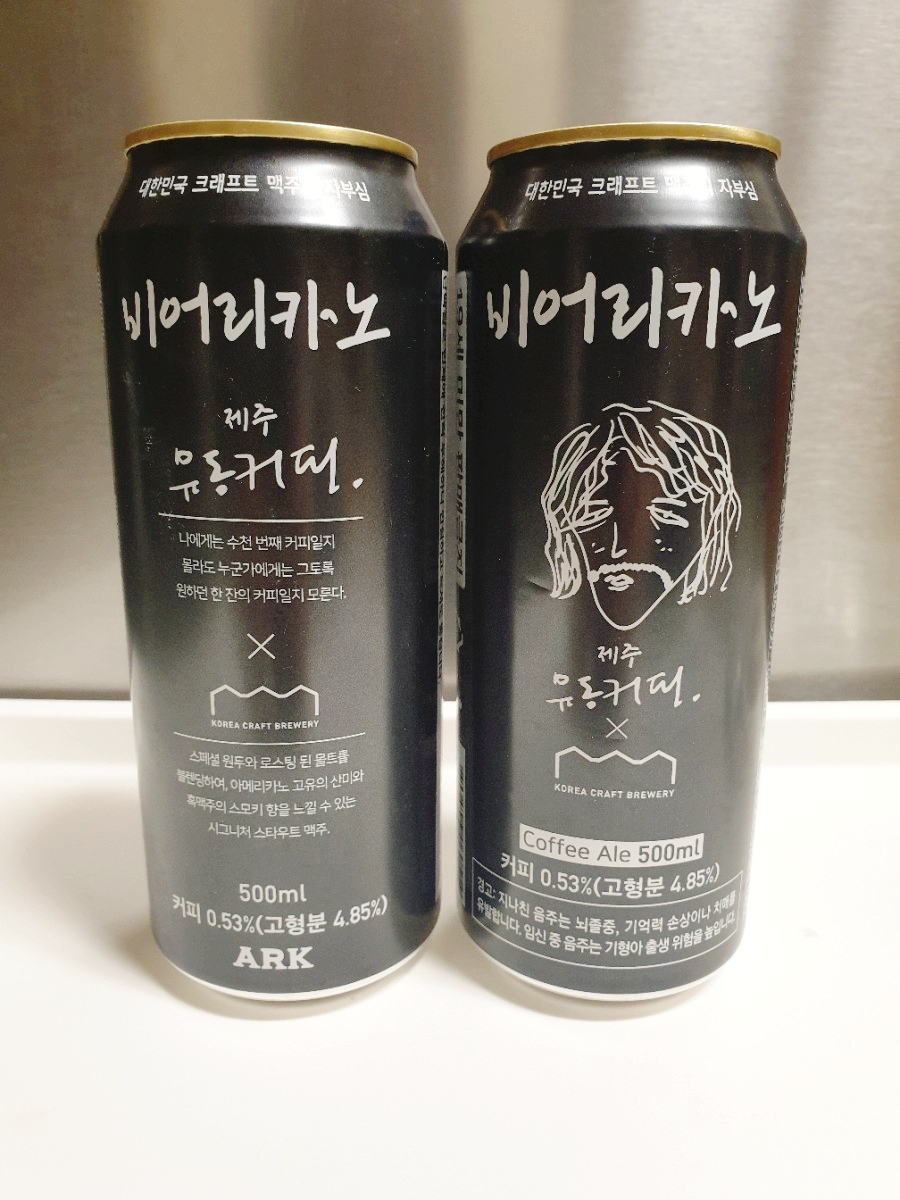 대한민국 크래프트 맥주 자부심
비어리카노
제주
유동커피.
나에게는 수천 번째 커피일지
몰라도 누군가에게는 그토록
원하던 한 잔의 커피일지 모른다.
×
KOREA CRAFT BREWERY
스페셜 원두와 로스팅 된 몰트를
블렌딩하여, 아메리카노 고유의 산미와
흑맥주의 스모키 향을 느낄 수 있는
시그니처 스타우트 맥주.
500ml
커피 0.53%(고형분 4.85%)
ARK
대한민국 크래프트 맥주의 자부심
비어리카노
제주
유동커피.
×
KOREA CRAFT BREWERY
Coffee Ale 500ml
커피 0.53%(고형분 4.85%)
경고: 지나친 음주는 뇌졸중, 기억력 손상이나 치매를
유발합니다. 임신 중 음주는 기형아 출생 위험을 높입니다.
19세 미만 판매금지